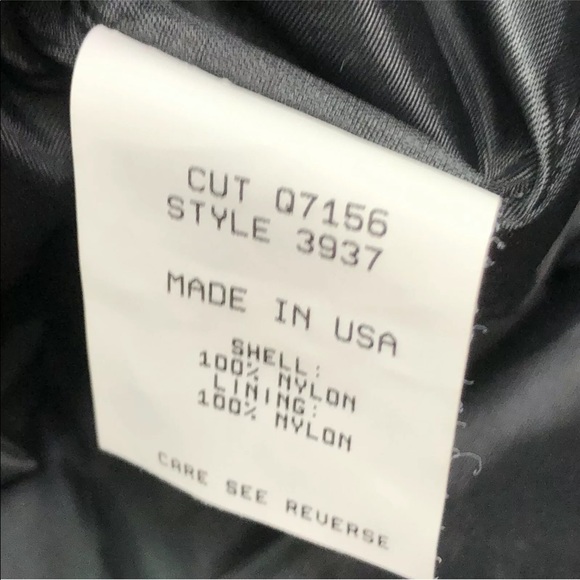 CUT Q7156
STYLE 3937
MADE IN USA
SHELL:
100% NYLON
LINING:
100% NYLON
CARE SEE REVERSE